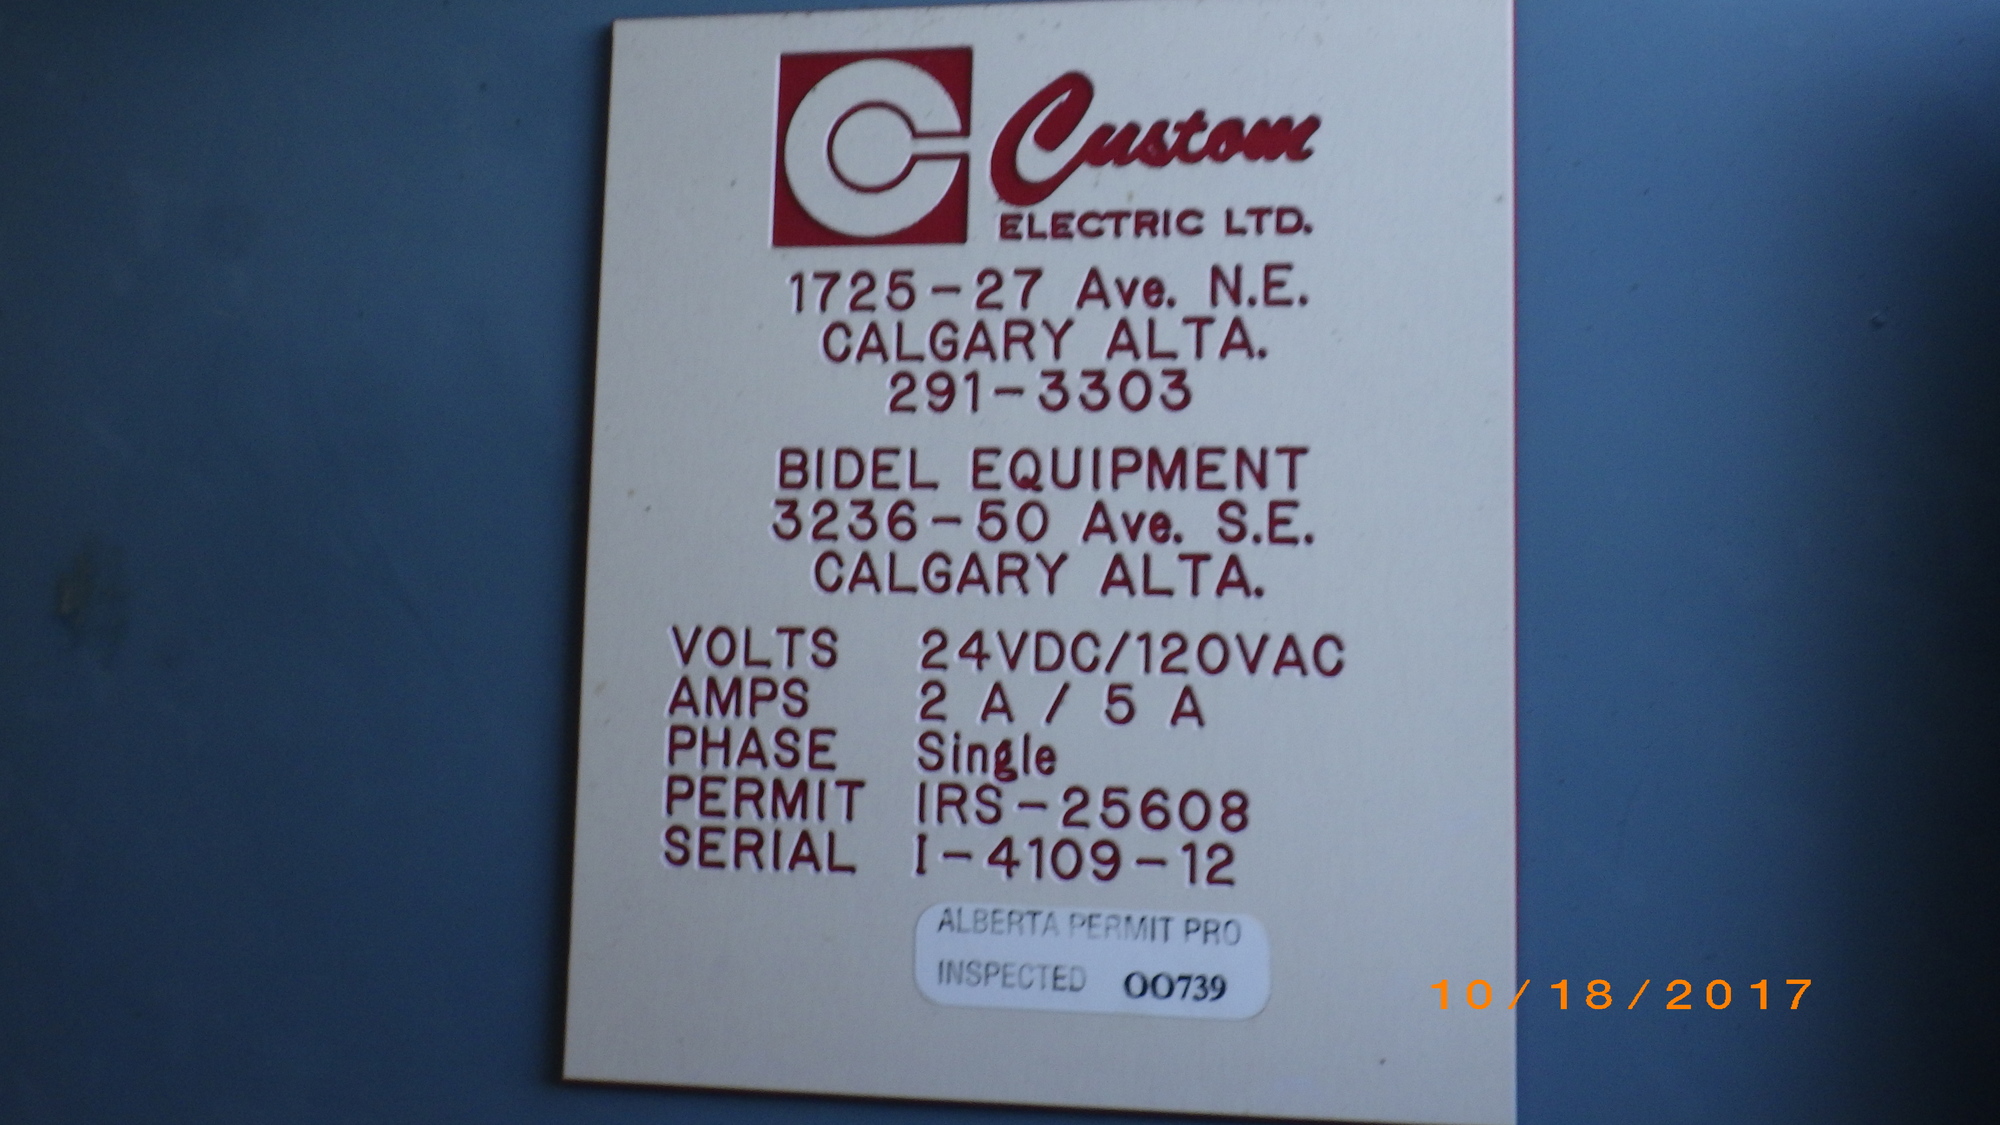 C Custom
ELECTRIC LTD.
1725-27 Ave. N.E.
CALGARY ALTA.
291-3303
BIDEL EQUIPMENT
3236-50 Ave. S.E.
CALGARY ALTA.
VOLTS 24VDC/120VAC
AMPS 2 A / 5 A
PHASE Single
PERMIT IRS-25608
SERIAL I-4109-12
ALBERTA PERMIT PRO
INSPECTED OO739
10/18/2017